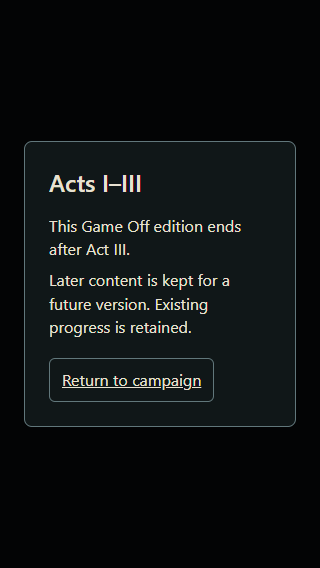 Acts I–III
This Game Off edition ends
after Act III.
Later content is kept for a
future version. Existing
progress is retained.
Return to campaign